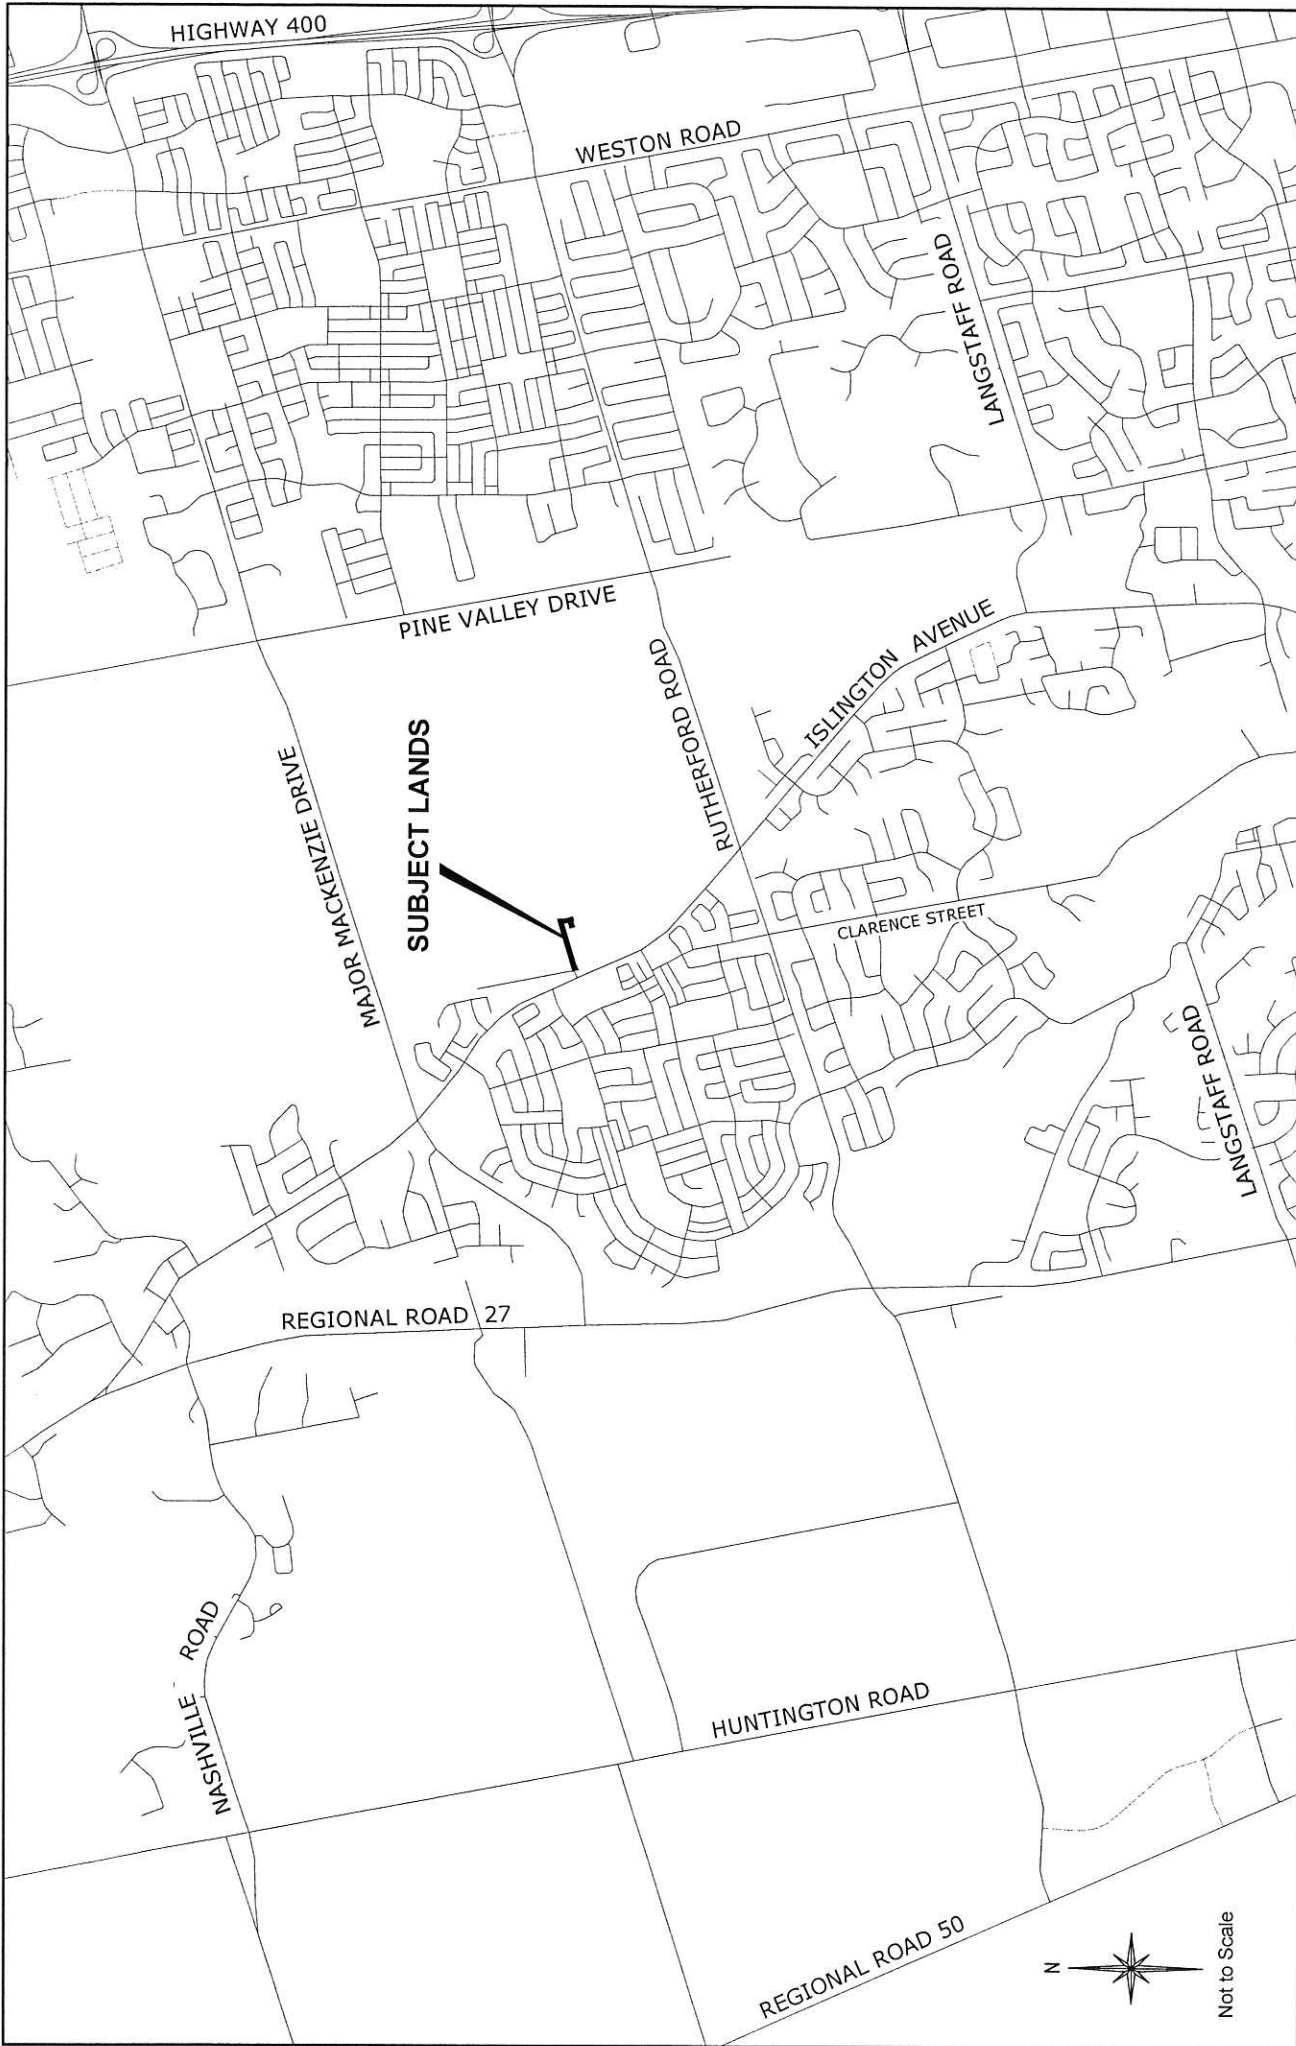 HIGHWAY 400
WESTON ROAD
LANGSTAFF ROAD
PINE VALLEY DRIVE
ISLINGTON AVENUE
RUTHERFORD ROAD
MAJOR MACKENZIE DRIVE
SUBJECT LANDS
CLARENCE STREET
LANGSTAFF ROAD
REGIONAL ROAD 27
NASHVILLE ROAD
HUNTINGTON ROAD
REGIONAL ROAD 50
N
Not to Scale